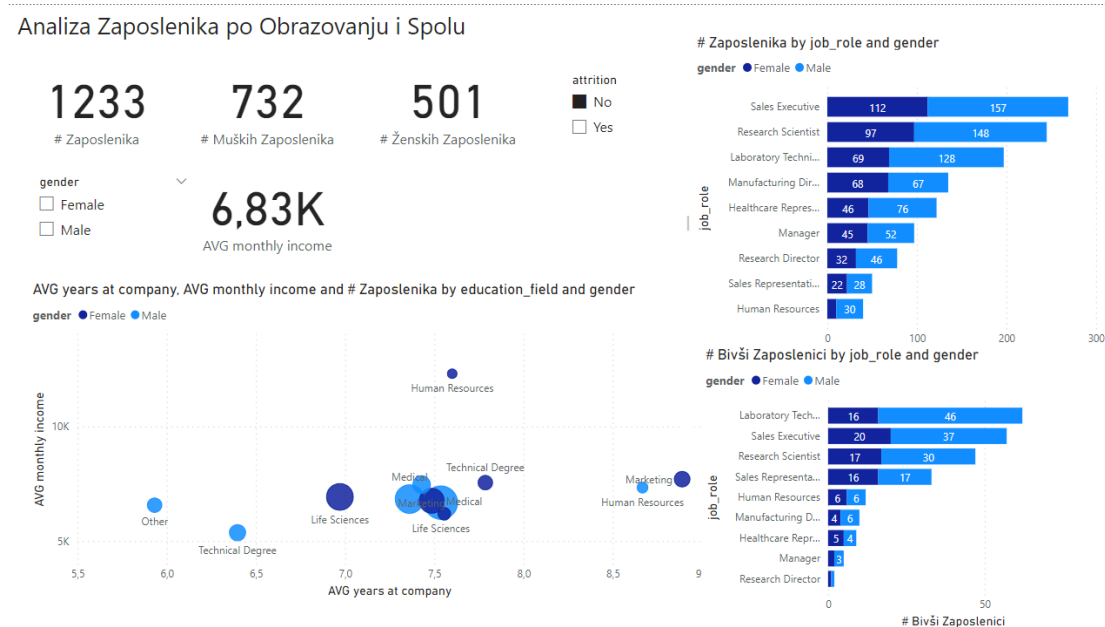 Analiza Zaposlenika po Obrazovanju i Spolu
1233
# Zaposlenika
732
# Muških Zaposlenika
501
# Ženskih Zaposlenika
attrition
No
Yes
gender
Female
Male
6,83K
AVG monthly income
AVG years at company, AVG monthly income and # Zaposlenika by education_field and gender
gender Female Male
AVG monthly income
10K
5K
Human Resources
Medical
Technical Degree
Marketing
Marketing
Medical
Human Resources
Life Sciences
Life Sciences
Other
Technical Degree
5,5 6,0 6,5 7,0 7,5 8,0 8,5 9
AVG years at company
# Zaposlenika by job_role and gender
gender Female Male
job_role
Sales Executive 112 157
Research Scientist 97 148
Laboratory Techni... 69 128
Manufacturing Dir... 68 67
Healthcare Repres... 46 76
Manager 45 52
Research Director 32 46
Sales Representati... 22 28
Human Resources 30
0 100 200 300
# Bivši Zaposlenici by job_role and gender
gender Female Male
job_role
Laboratory Tech... 16 46
Sales Executive 20 37
Research Scientist 17 30
Sales Representa... 16 17
Human Resources 6 6
Manufacturing D... 4 6
Healthcare Repr... 5 4
Manager 3
Research Director
0 50
# Bivši Zaposlenici